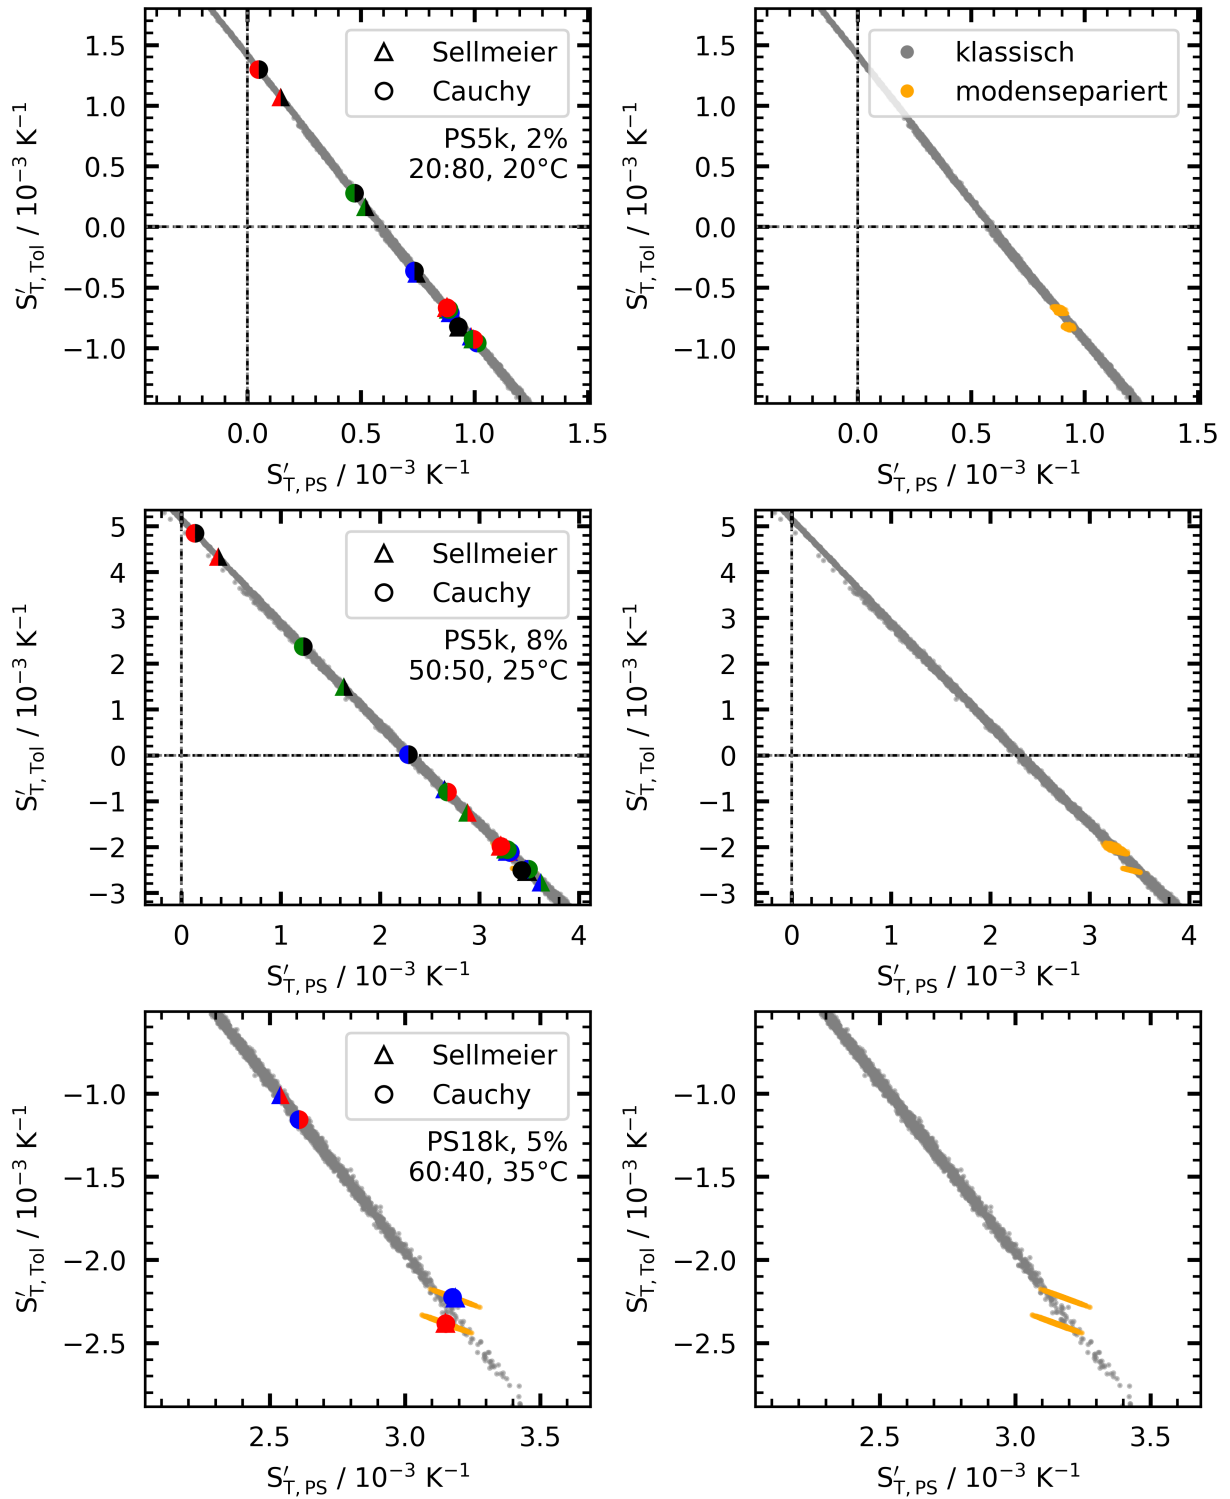 1.5
1.0
0.5
0.0
−0.5
−1.0
S′T, Tol / 10⁻³ K⁻¹
Sellmeier
Cauchy
PS5k, 2%
20:80, 20°C
0.0 0.5 1.0 1.5
S′T, PS / 10⁻³ K⁻¹
1.5
1.0
0.5
0.0
−0.5
−1.0
S′T, Tol / 10⁻³ K⁻¹
klassisch
modensepariert
0.0 0.5 1.0 1.5
S′T, PS / 10⁻³ K⁻¹
5
4
3
2
1
0
−1
−2
−3
S′T, Tol / 10⁻³ K⁻¹
Sellmeier
Cauchy
PS5k, 8%
50:50, 25°C
0 1 2 3 4
S′T, PS / 10⁻³ K⁻¹
5
4
3
2
1
0
−1
−2
−3
S′T, Tol / 10⁻³ K⁻¹
0 1 2 3 4
S′T, PS / 10⁻³ K⁻¹
−1.0
−1.5
−2.0
−2.5
S′T, Tol / 10⁻³ K⁻¹
Sellmeier
Cauchy
PS18k, 5%
60:40, 35°C
2.5 3.0 3.5
S′T, PS / 10⁻³ K⁻¹
−1.0
−1.5
−2.0
−2.5
S′T, Tol / 10⁻³ K⁻¹
2.5 3.0 3.5
S′T, PS / 10⁻³ K⁻¹